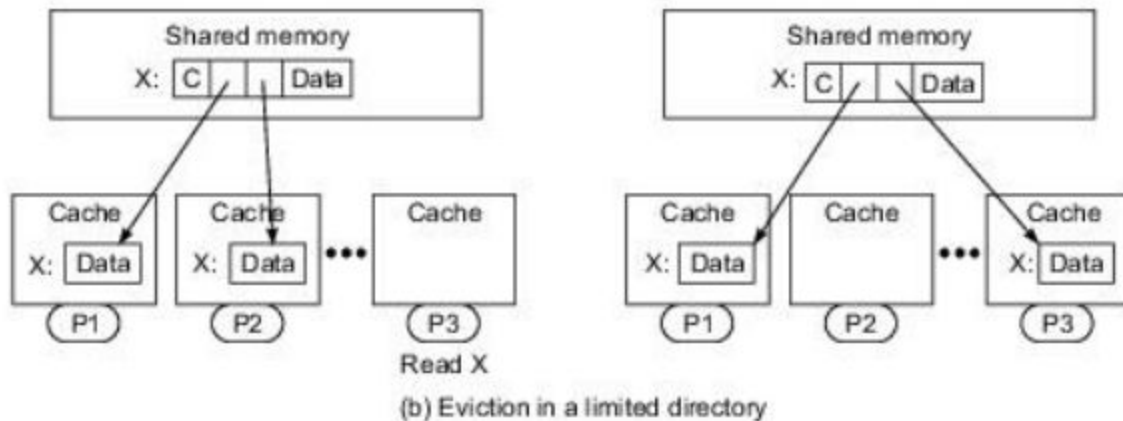 Shared memory
X: C Data
Cache
X: Data
P1
Cache
X: Data
P2
•••
Cache
P3
Read X
Shared memory
X: C Data
Cache
X: Data
P1
Cache
P2
•••
Cache
X: Data
P3
(b) Eviction in a limited directory